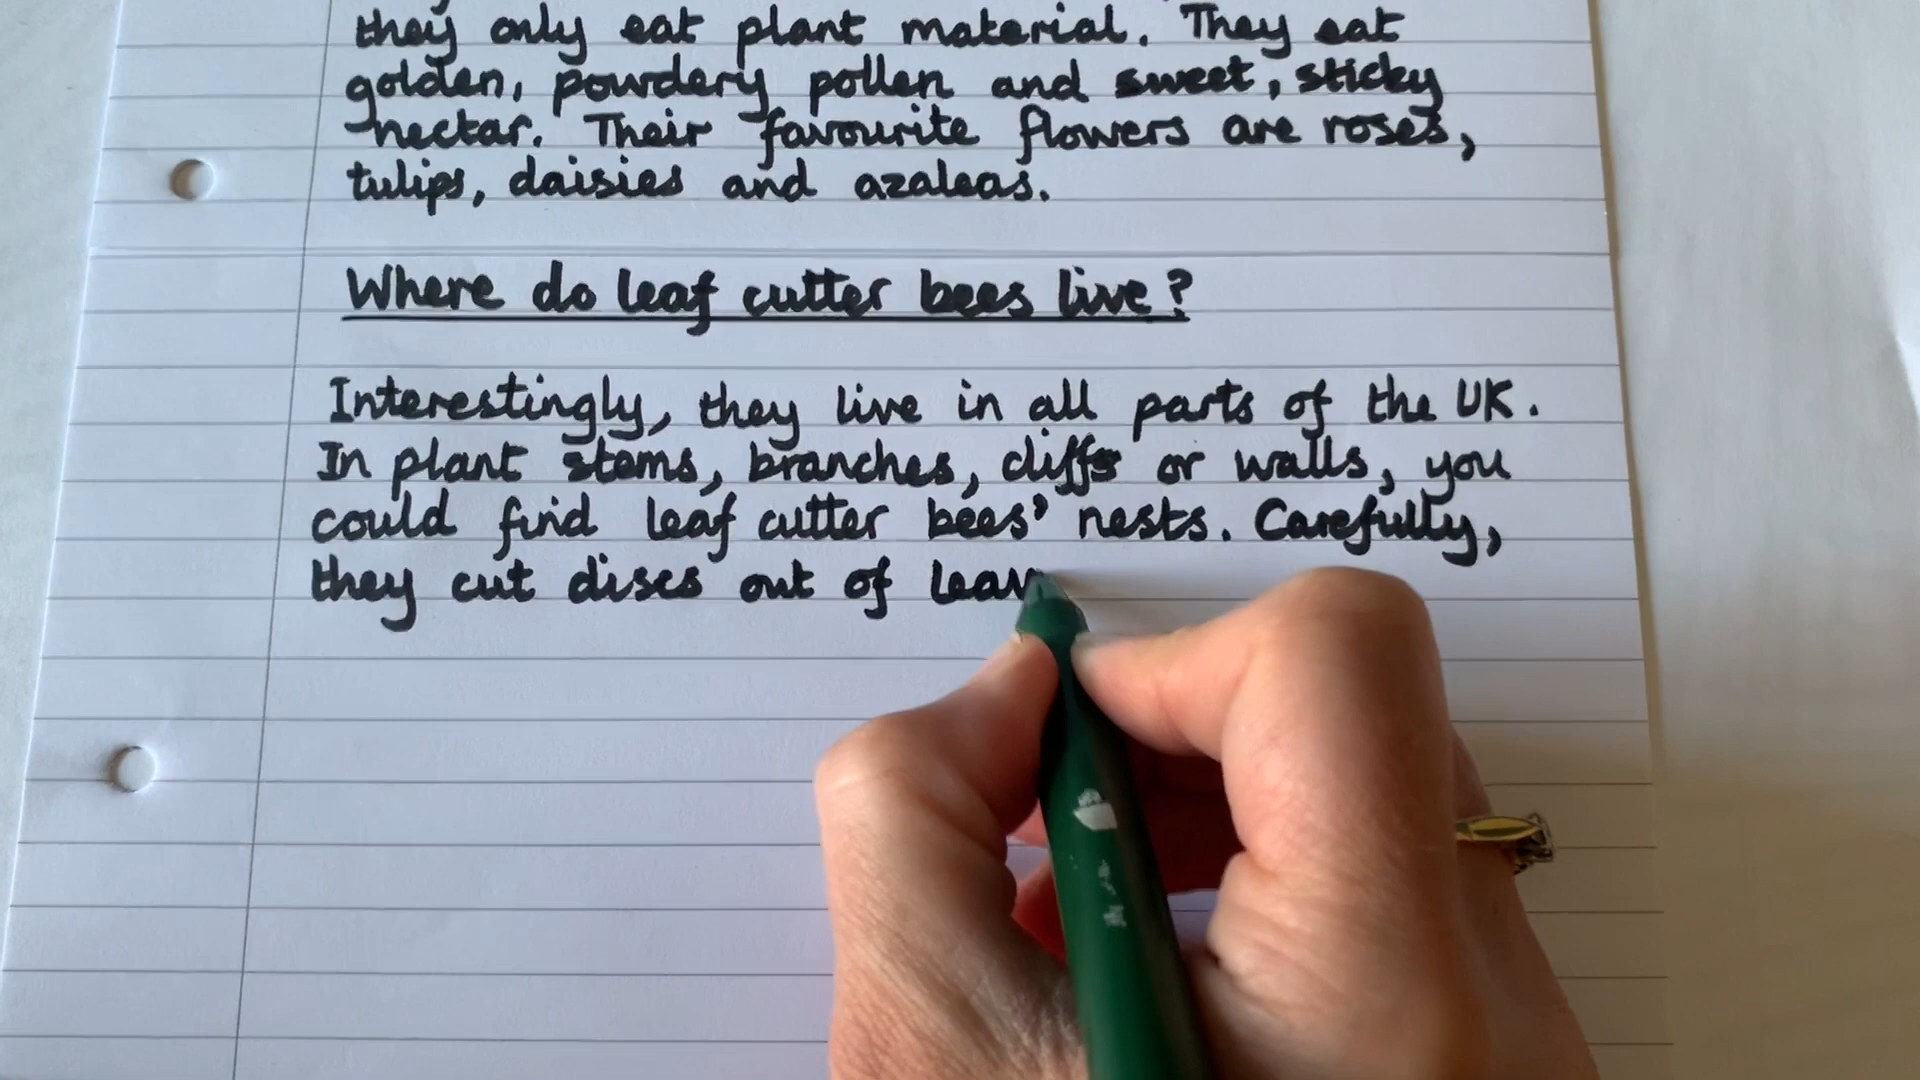 they only eat plant material. They eat
golden, powdery pollen and sweet, sticky
nectar. Their favourite flowers are roses,
tulips, daisies and azaleas.
Where do leaf cutter bees live?
Interestingly, they live in all parts of the UK.
In plant stems, branches, cliffs or walls, you
could find leaf cutter bees' nests. Carefully,
they cut discs out of leav